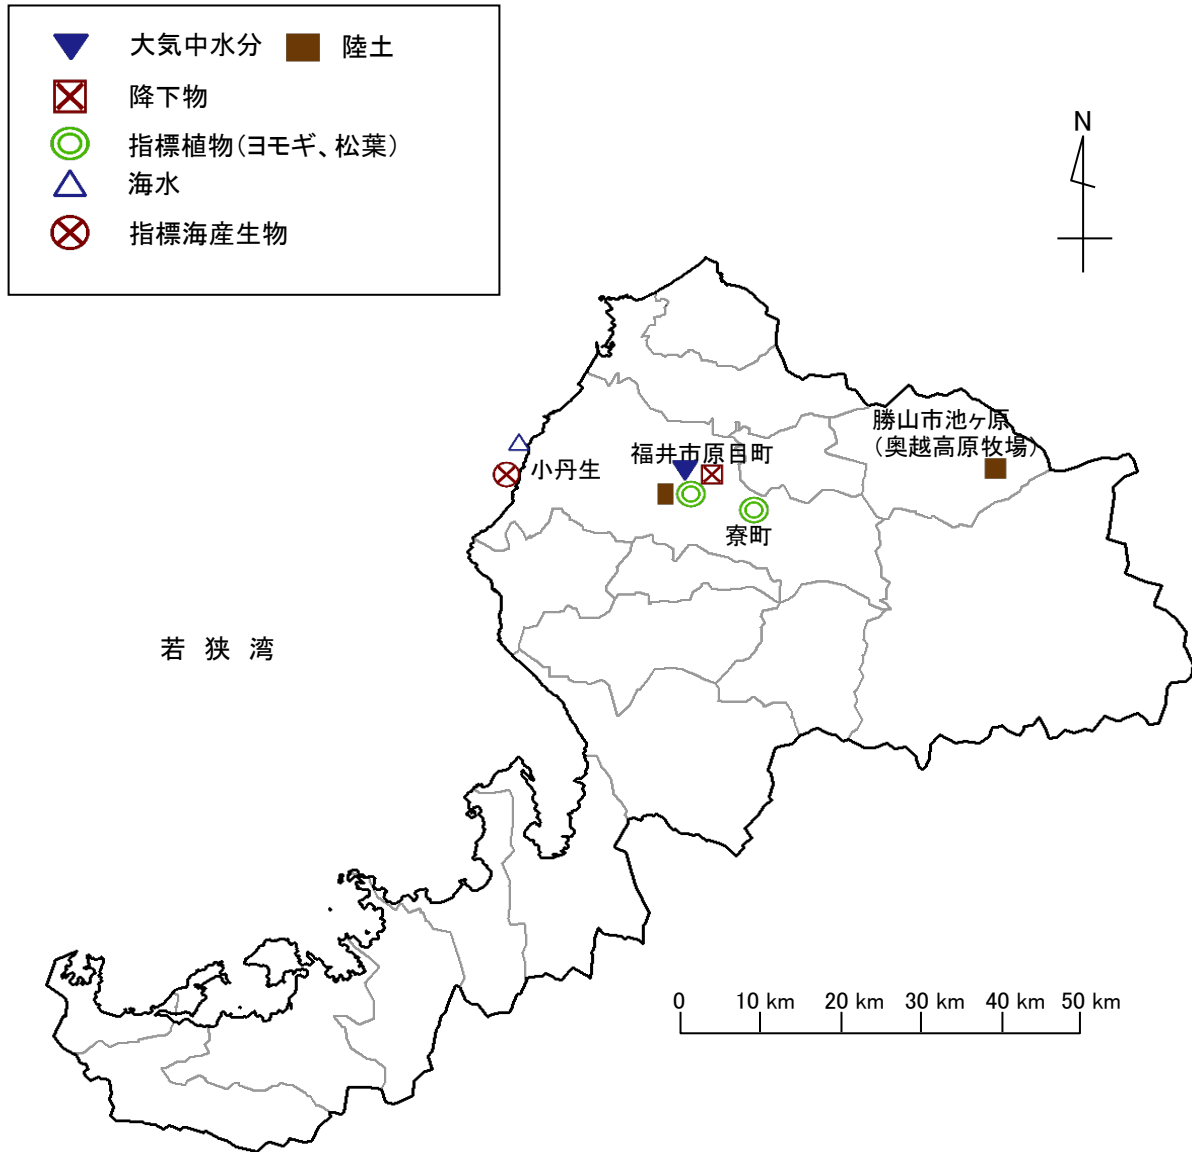 大気中水分 陸土
降下物
指標植物(ヨモギ、松葉)
海水
指標海産生物
N
勝山市池ヶ原
(奥越高原牧場)
福井市原目町
小丹生
寮町
若狭湾
0 10 km 20 km 30 km 40 km 50 km